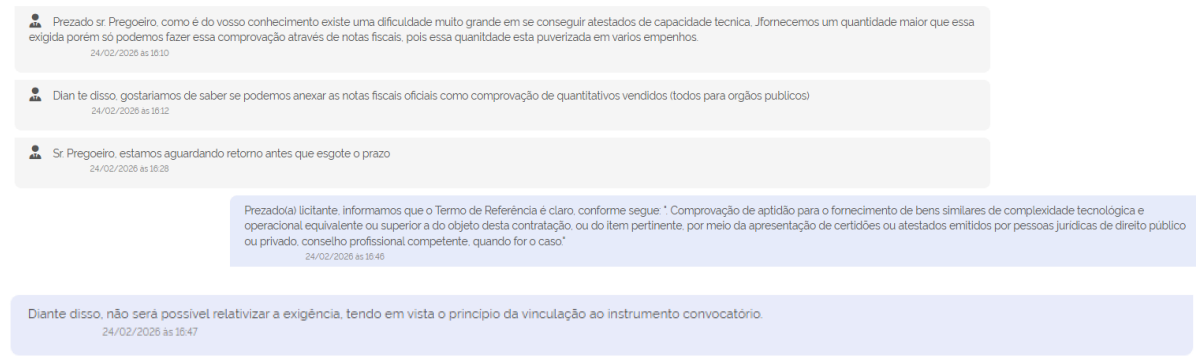 Prezado sr. Pregoeiro, como é do vosso conhecimento existe uma dificuldade muito grande em se conseguir atestados de capacidade tecnica, Jfornecemos um quantidade maior que essa
exigida porém só podemos fazer essa comprovação através de notas fiscais, pois essa quanitdade esta puverizada em varios empenhos.
24/02/2026 às 16:10
Dian te disso, gostariamos de saber se podemos anexar as notas fiscais oficiais como comprovação de quantitativos vendidos (todos para orgãos publicos)
24/02/2026 às 16:12
Sr. Pregoeiro, estamos aguardando retorno antes que esgote o prazo
24/02/2026 às 16:28
Prezado(a) licitante, informamos que o Termo de Referência é claro, conforme segue: ". Comprovação de aptidão para o fornecimento de bens similares de complexidade tecnológica e
operacional equivalente ou superior a do objeto desta contratação, ou do item pertinente, por meio da apresentação de certidões ou atestados emitidos por pessoas jurídicas de direito público
ou privado, conselho profissional competente, quando for o caso."
24/02/2026 às 16:46
Diante disso, não será possível relativizar a exigência, tendo em vista o princípio da vinculação ao instrumento convocatório.
24/02/2026 às 16:47